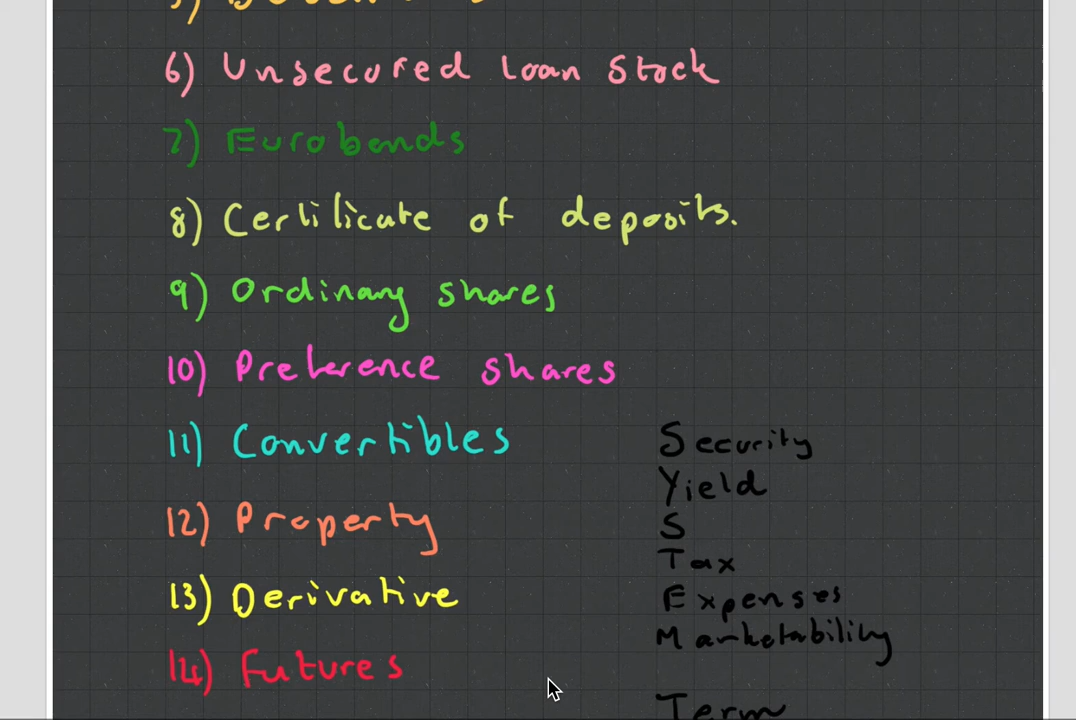 6) Unsecured Loan Stock
7) Eurobonds
8) Certificate of deposits.
9) Ordinary shares
10) Preference shares
11) Convertibles
12) Property
13) Derivative
14) Futures
Security
Yield
S
Tax
Expenses
Marketability
Term